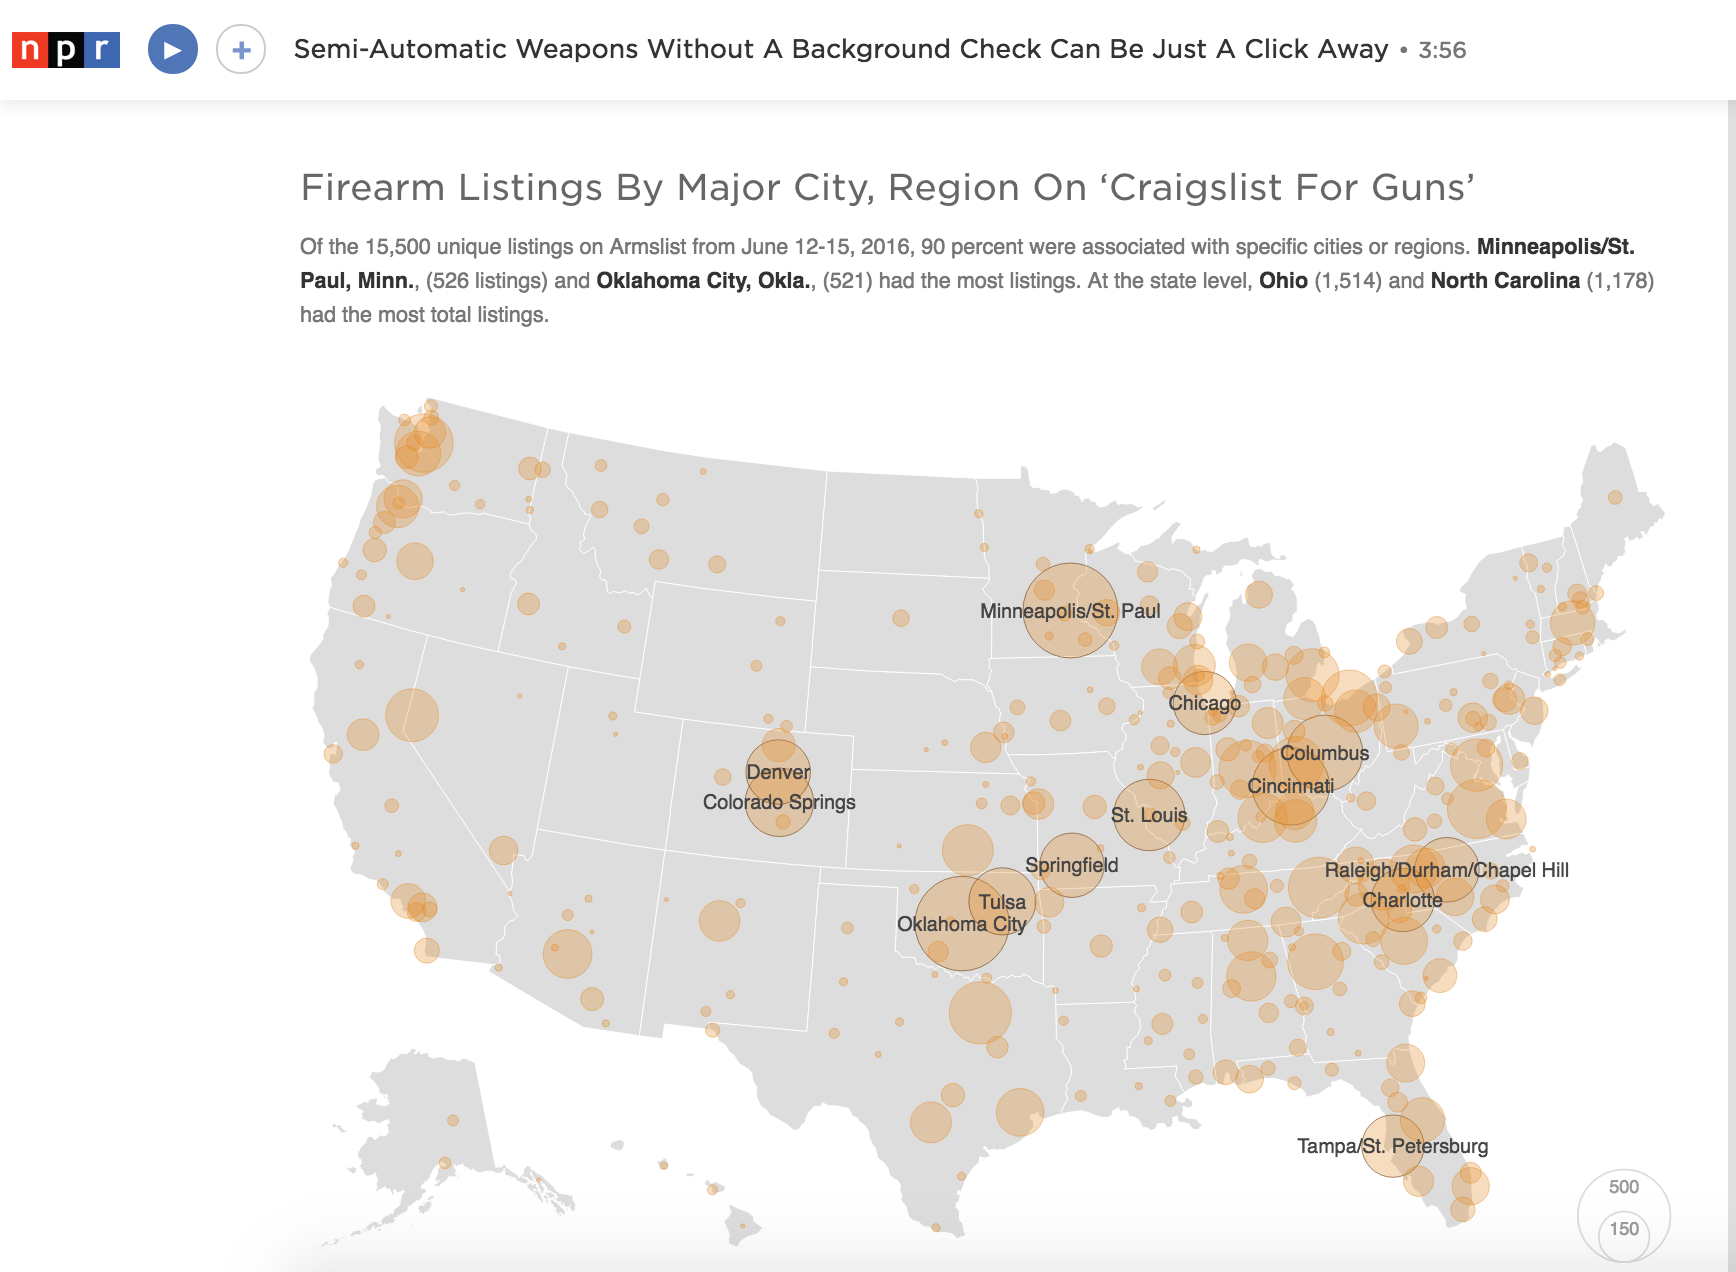 npr
Semi-Automatic Weapons Without A Background Check Can Be Just A Click Away • 3:56
Firearm Listings By Major City, Region On ‘Craigslist For Guns’
Of the 15,500 unique listings on Armslist from June 12-15, 2016, 90 percent were associated with specific cities or regions. Minneapolis/St.
Paul, Minn., (526 listings) and Oklahoma City, Okla., (521) had the most listings. At the state level, Ohio (1,514) and North Carolina (1,178)
had the most total listings.
Minneapolis/St. Paul
Chicago
Columbus
Denver
Cincinnati
Colorado Springs
St. Louis
Springfield
Raleigh/Durham/Chapel Hill
Tulsa
Charlotte
Oklahoma City
Tampa/St. Petersburg
500
150